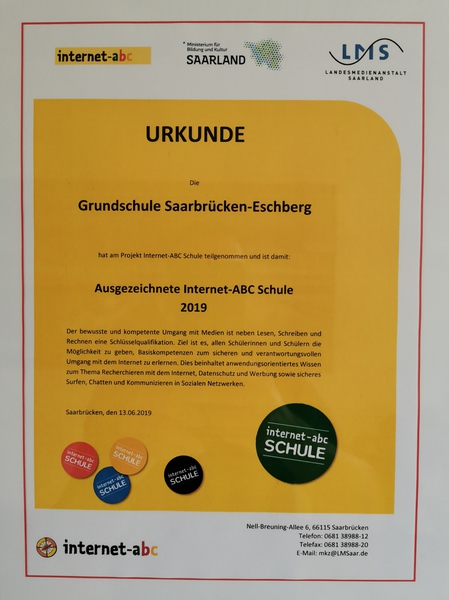 internet-abc
Ministerium für
Bildung und Kultur
SAARLAND
LMS
LANDESMEDIENANSTALT
SAARLAND
URKUNDE
Die
Grundschule Saarbrücken-Eschberg
hat am Projekt Internet-ABC Schule teilgenommen und ist damit:
Ausgezeichnete Internet-ABC Schule
2019
Der bewusste und kompetente Umgang mit Medien ist neben Lesen, Schreiben und
Rechnen eine Schlüsselqualifikation. Ziel ist es, allen Schülerinnen und Schülern die
Möglichkeit zu geben, Basiskompetenzen zum sicheren und verantwortungsvollen
Umgang mit dem Internet zu erlernen. Dies beinhaltet anwendungsorientiertes Wissen
zum Thema Recherchieren mit dem Internet, Datenschutz und Werbung sowie sicheres
Surfen, Chatten und Kommunizieren in Sozialen Netzwerken.
Saarbrücken, den 13.06.2019
internet-abc
SCHULE
internet-abc
SCHULE
internet-abc
SCHULE
internet-abc
SCHULE
internet-abc
SCHULE
Nell-Breuning-Allee 6, 66115 Saarbrücken
Telefon: 0681 38988-12
Telefax: 0681 38988-20
E-Mail: mkz@LMSaar.de
internet-abc